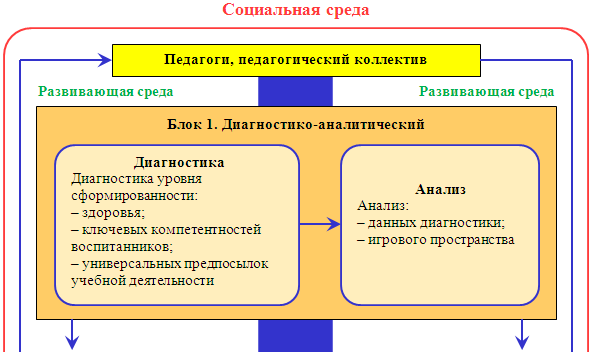 Социальная среда
Педагоги, педагогический коллектив
Развивающая среда
Развивающая среда
Блок 1. Диагностико-аналитический
Диагностика
Диагностика уровня
сформированности:
– здоровья;
– ключевых компетентностей
воспитанников;
– универсальных предпосылок
учебной деятельности
Анализ
Анализ:
– данных диагностики;
– игрового пространства